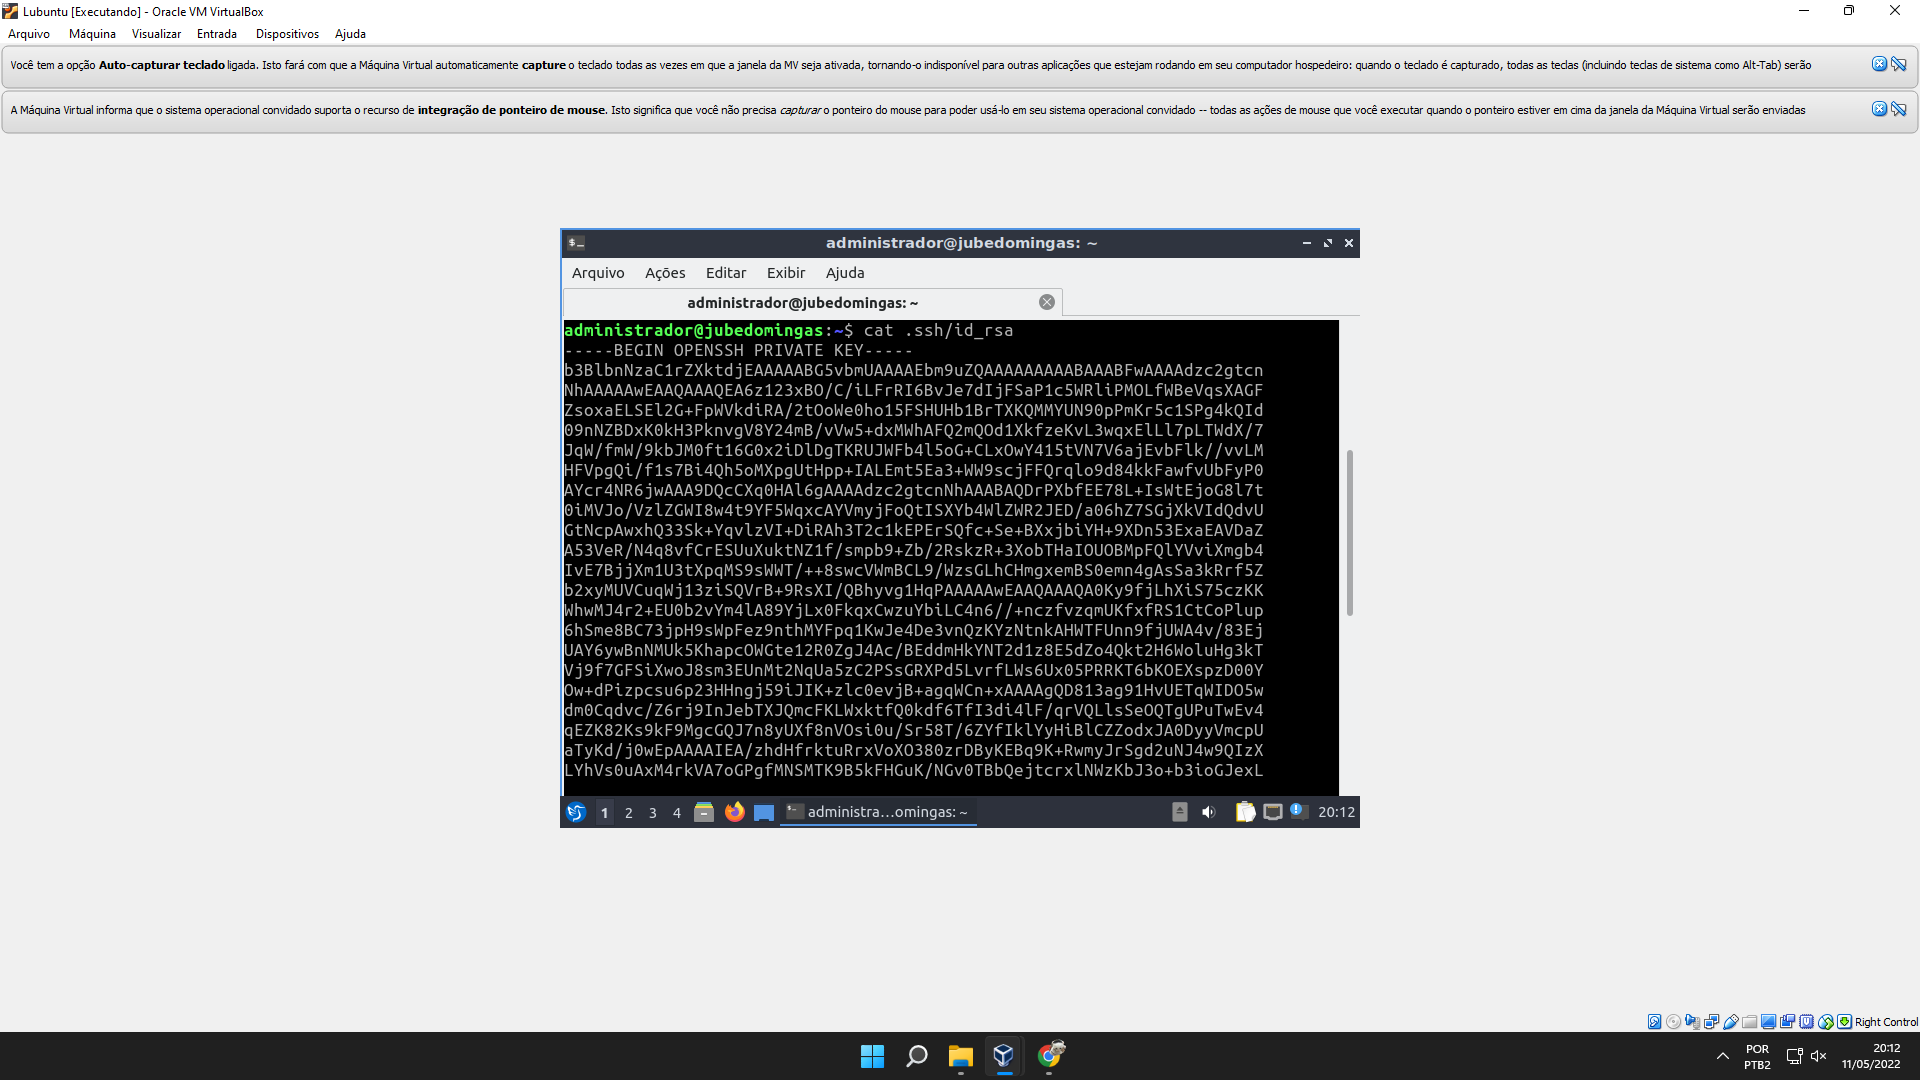 Lubuntu [Executando] - Oracle VM VirtualBox
Arquivo Máquina Visualizar Entrada Dispositivos Ajuda
Você tem a opção Auto-capturar teclado ligada. Isto fará com que a Máquina Virtual automaticamente capture o teclado todas as vezes em que a janela da MV seja ativada, tornando-o indisponível para outras aplicações que estejam rodando em seu computador hospedeiro: quando o teclado é capturado, todas as teclas (incluindo teclas de sistema como Alt-Tab) serão
A Máquina Virtual informa que o sistema operacional convidado suporta o recurso de integração de ponteiro de mouse. Isto significa que você não precisa capturar o ponteiro do mouse para poder usá-lo em seu sistema operacional convidado -- todas as ações de mouse que você executar quando o ponteiro estiver em cima da janela da Máquina Virtual serão enviadas
administrador@jubedomingas: ~
Arquivo Ações Editar Exibir Ajuda
administrador@jubedomingas: ~
administrador@jubedomingas:~$ cat .ssh/id_rsa
-----BEGIN OPENSSH PRIVATE KEY-----
b3BlbnNzaC1rZXktdjEAAAAABG5vbmUAAAAEbm9uZQAAAAAAAAABAAABFwAAAAdzc2gtcn
NhAAAAAwEAAQAAAQEA6z123xBO/C/iLFrRI6BvJe7dIjFSaP1c5WRliPMOLfWBeVqsXAGF
ZsoxaELSEl2G+FpWVkdiRA/2tOoWe0ho15FSHUHb1BrTXKQMMYUN90pPmKr5c1SPg4kQId
09nNZBDxK0kH3PknvgV8Y24mB/vVw5+dxMWhAFQ2mQOd1XkfzeKvL3wqxElLl7pLTWdX/7
JqW/fmW/9kbJM0ft16G0x2iDlDgTKRUJWFb4l5oG+CLxOwY415tVN7V6ajEvbFlk//vvLM
HFVpgQi/f1s7Bi4Qh5oMXpgUtHpp+IALEmt5Ea3+WW9scjFFQrqlo9d84kkFawfvUbFyP0
AYcr4NR6jwAAA9DQcCXq0HAl6gAAAAdzc2gtcnNhAAABAQDrPXbfEE78L+IsWtEjoG8l7t
0iMVJo/VzlZGWI8w4t9YF5WqxcAYVmyjFoQtISXYb4WlZWR2JED/a06hZ7SGjXkVIdQdvU
GtNcpAwxhQ33Sk+YqvlzVI+DiRAh3T2c1kEPErSQfc+Se+BXxjbiYH+9XDn53ExaEAVDaZ
A53VeR/N4q8vfCrESUuXuktNZ1f/smpb9+Zb/2RskzR+3XobTHaIOUOBMpFQlYVviXmgb4
IvE7BjjXm1U3tXpqMS9sWWT/++8swcVWmBCL9/WzsGLhCHmgxemBS0emn4gAsSa3kRrf5Z
b2xyMUVCuqWj13ziSQVrB+9RsXI/QBhyvg1HqPAAAAAwEAAQAAAQA0Ky9fjLhXiS75czKK
WhwMJ4r2+EU0b2vYm4lA89YjLx0FkqxCwzuYbiLC4n6//+nczfvzqmUKfxfRS1CtCoPlup
6hSme8BC73jpH9sWpFez9nthMYFpq1KwJe4De3vnQzKYzNtnkAHWTFUnn9fjUWA4v/83Ej
UAY6ywBnNMUk5KhapcOWGte12R0ZgJ4Ac/BEddmHkYNT2d1z8E5dZo4Qkt2H6WoluHg3kT
Vj9f7GFSiXwoJ8sm3EUnMt2NqUa5zC2PSsGRXPd5LvrfLWs6Ux05PRRKT6bKOEXspzD00Y
Ow+dPizpcsu6p23HHngj59iJIK+zlc0evjB+agqWCn+xAAAAgQD813ag91HvUETqWIDO5w
dm0Cqdvc/Z6rj9InJebTXJQmcFKLWxktfQ0kdf6TfI3di4lF/qrVQLlsSeOQTgUPuTwEv4
qEZK82Ks9kF9MgcGQJ7n8yUXf8nVOsi0u/Sr58T/6ZYfIklYyHiBlCZZodxJA0DyyVmcpU
aTyKd/j0wEpAAAAIEA/zhdHfrktuRrxVoXO380zrDByKEBq9K+RwmyJrSgd2uNJ4w9QIzX
LYhVs0uAxM4rkVA7oGPgfMNSMTK9B5kFHGuK/NGv0TBbQejtcrxlNWzKbJ3o+b3ioGJexL
1 2 3 4 administra...omingas: ~ 20:12
Right Control
POR
PTB2
20:12
11/05/2022